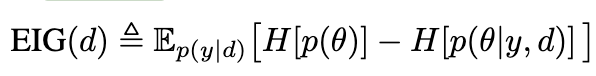 EIG(d) ≜ 𝔼_{p(y|d)}[H[p(θ)] − H[p(θ|y, d)]]